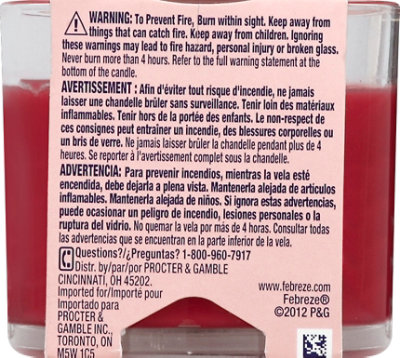 WARNING: To Prevent Fire, Burn within sight. Keep away from
things that can catch fire. Keep away from children. Ignoring
these warnings may lead to fire hazard, personal injury or broken glass.
Never burn more than 4 hours. Refer to the full warning statement at the
bottom of the candle.
AVERTISSEMENT : Afin d'éviter tout risque d'incendie, ne jamais
laisser une chandelle brûler sans surveillance. Tenir loin des matériaux
inflammables. Tenir hors de la portée des enfants. Le non-respect de
ces consignes peut entraîner un incendie, des blessures corporelles ou
un bris de verre. Ne jamais laisser brûler la chandelle pendant plus de 4
heures. Se reporter à l'avertissement complet sous la chandelle.
ADVERTENCIA: Para prevenir incendios, mientras la vela esté
encendida, debe dejarla a plena vista. Mantenerla alejada de artículos
inflamables. Mantenerla alejada de niños. Si ignora estas advertencias,
puede ocasionar un peligro de incendio, lesiones personales o la
ruptura del vidrio. No quemar la vela por más de 4 horas. Consultar todas
las advertencias que se encuentran en la parte inferior de la vela.
Questions?/¿Preguntas? 1-800-960-7917
Distr. by/par/por PROCTER & GAMBLE
CINCINNATI, OH 45202.
Imported for/Importé pour
Importado para
PROCTER &
GAMBLE INC.,
TORONTO, ON
M5W 1C5
www.febreze.com
Febreze®
©2012 P&G